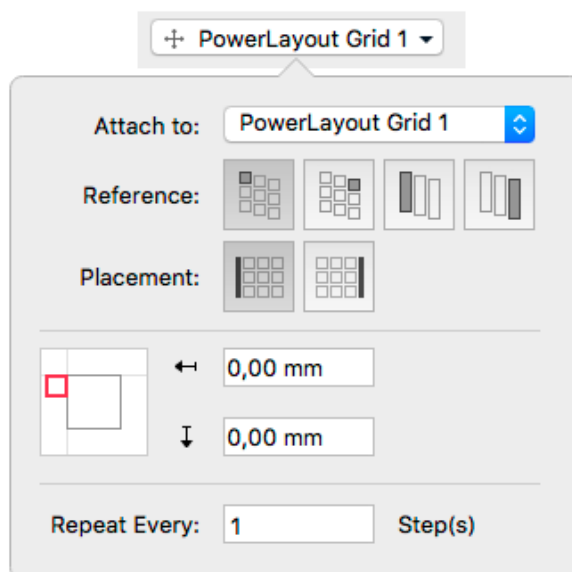 PowerLayout Grid 1
Attach to: PowerLayout Grid 1
Reference:
Placement:
0,00 mm
0,00 mm
Repeat Every: 1 Step(s)